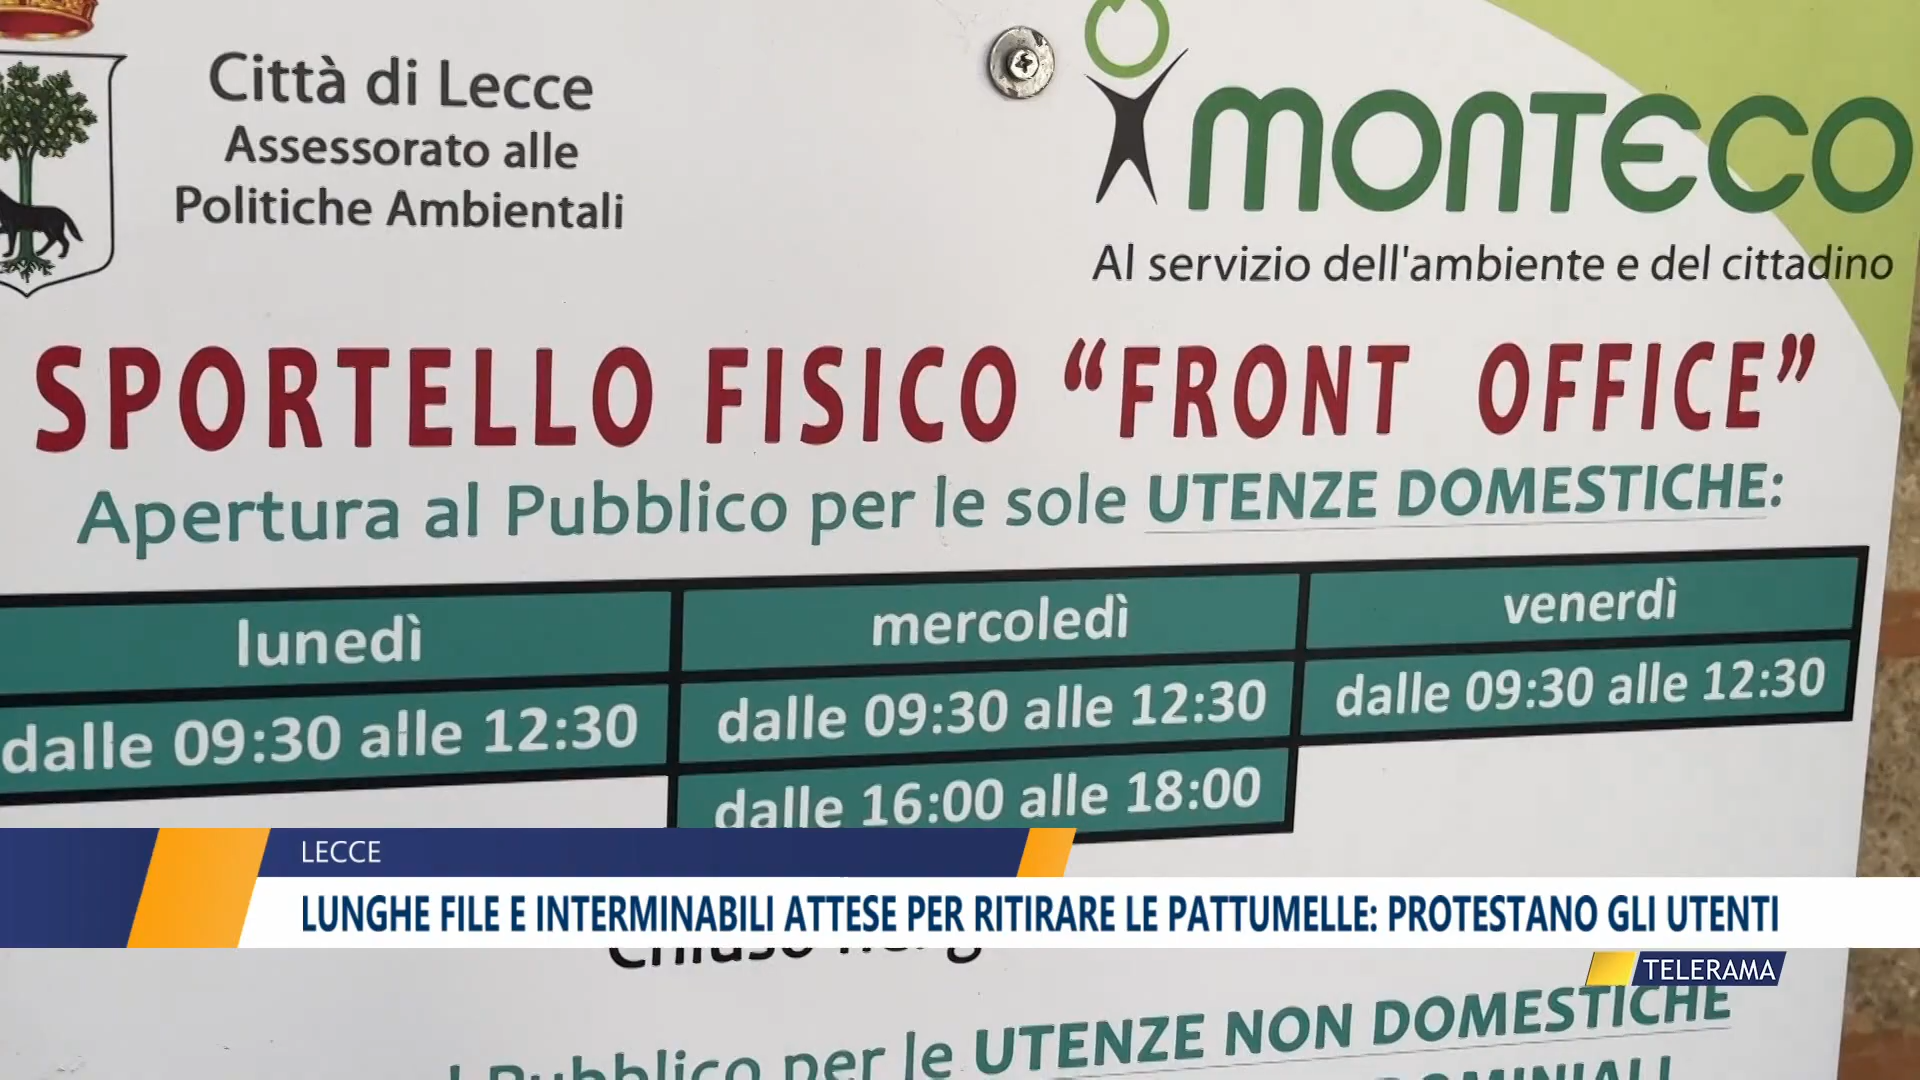 Città di Lecce
Assessorato alle
Politiche Ambientali
MONTECO
Al servizio dell'ambiente e del cittadino
SPORTELLO FISICO “FRONT OFFICE”
Apertura al Pubblico per le sole UTENZE DOMESTICHE:
lunedì mercoledì venerdì
dalle 09:30 alle 12:30 dalle 09:30 alle 12:30 dalle 09:30 alle 12:30
dalle 16:00 alle 18:00
LECCE
LUNGHE FILE E INTERMINABILI ATTESE PER RITIRARE LE PATTUMELLE: PROTESTANO GLI UTENTI
TELERAMA
Pubblico per le UTENZE NON DOMESTICHE